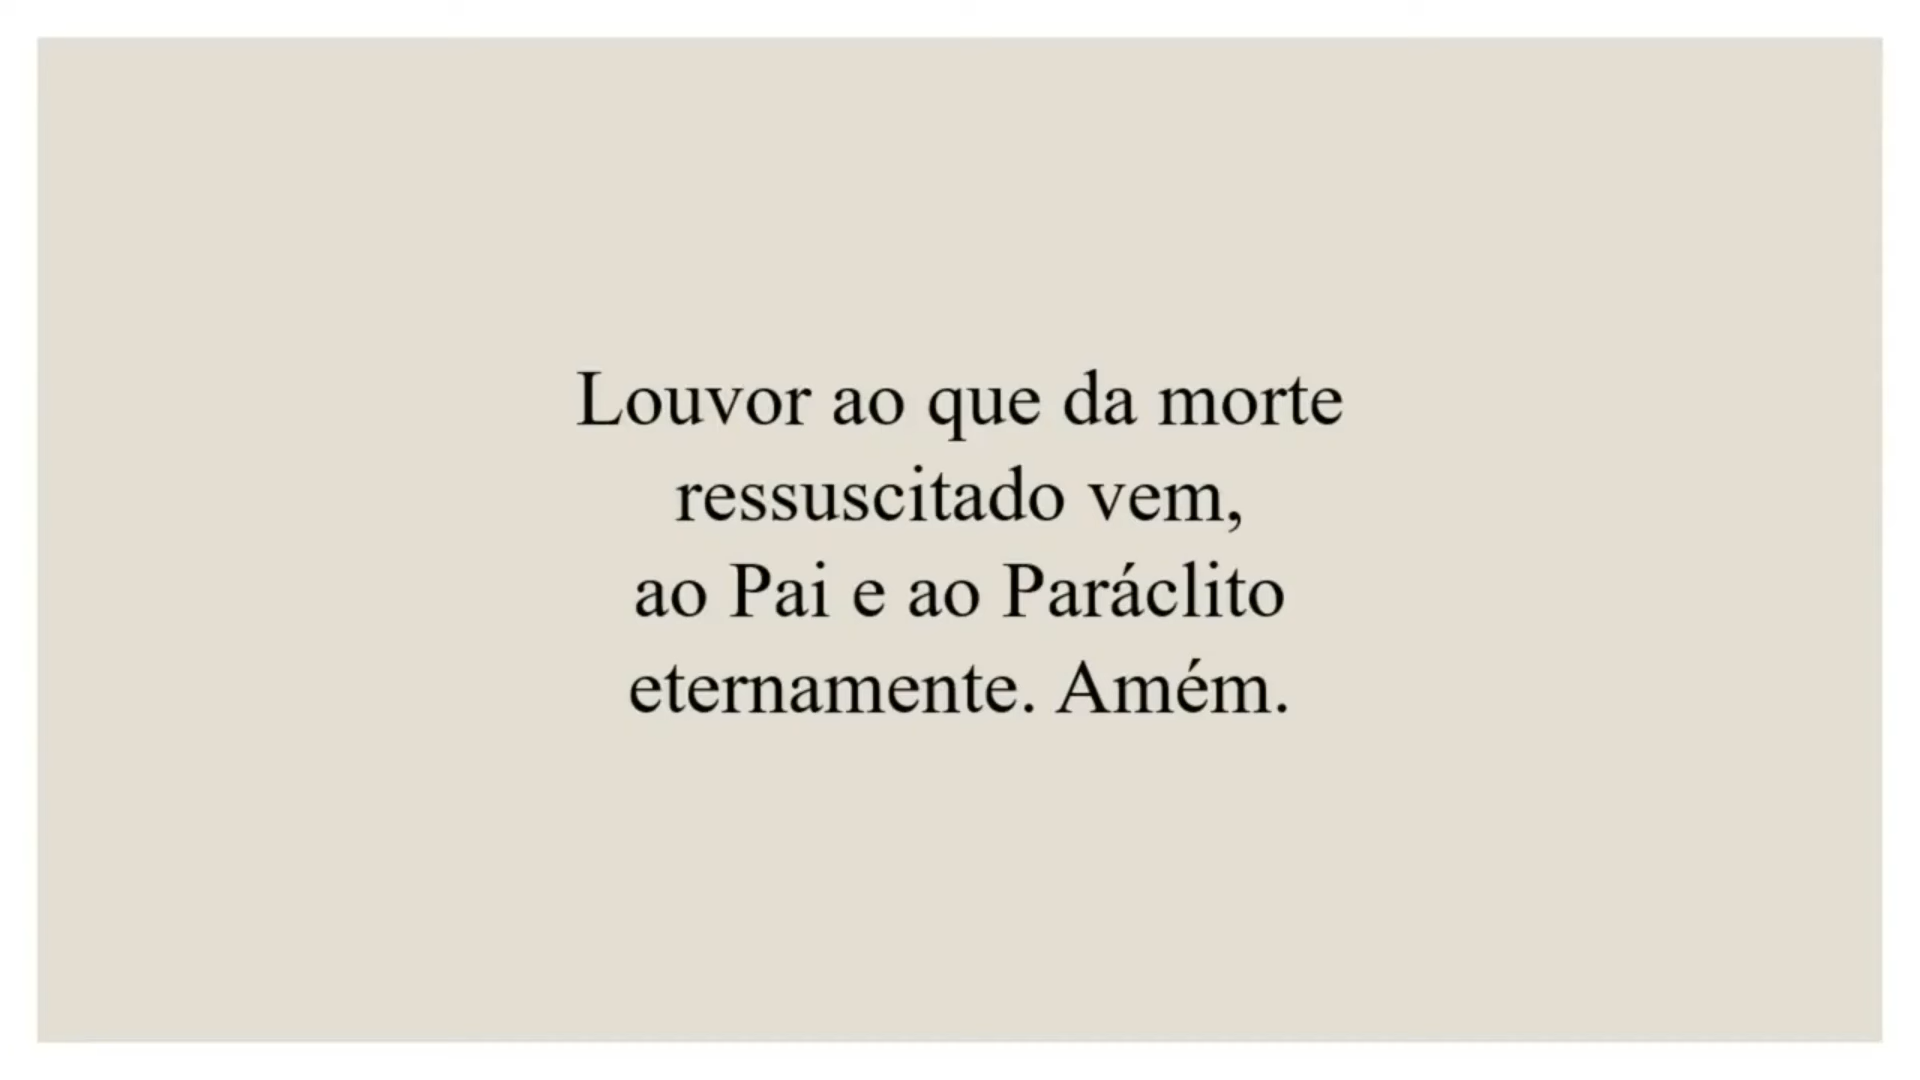 Louvor ao que da morte
ressuscitado vem,
ao Pai e ao Paráclito
eternamente. Amém.